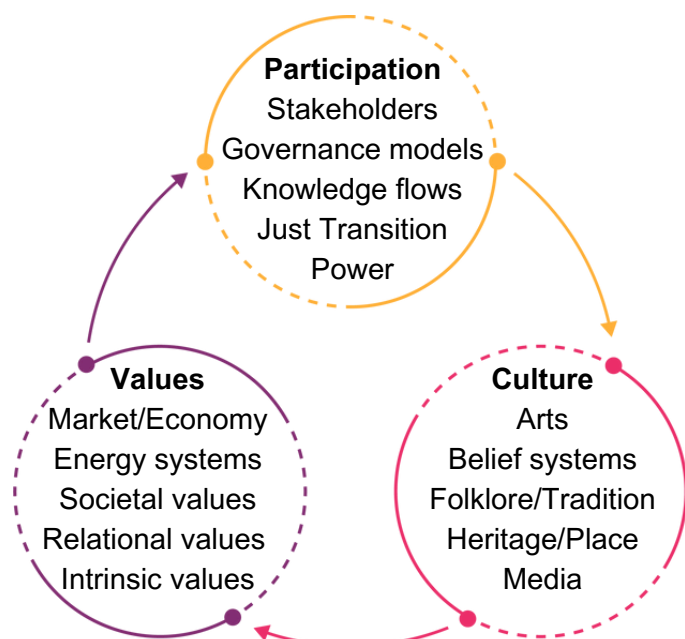 Participation
Stakeholders
Governance models
Knowledge flows
Just Transition
Power
Values
Market/Economy
Energy systems
Societal values
Relational values
Intrinsic values
Culture
Arts
Belief systems
Folklore/Tradition
Heritage/Place
Media